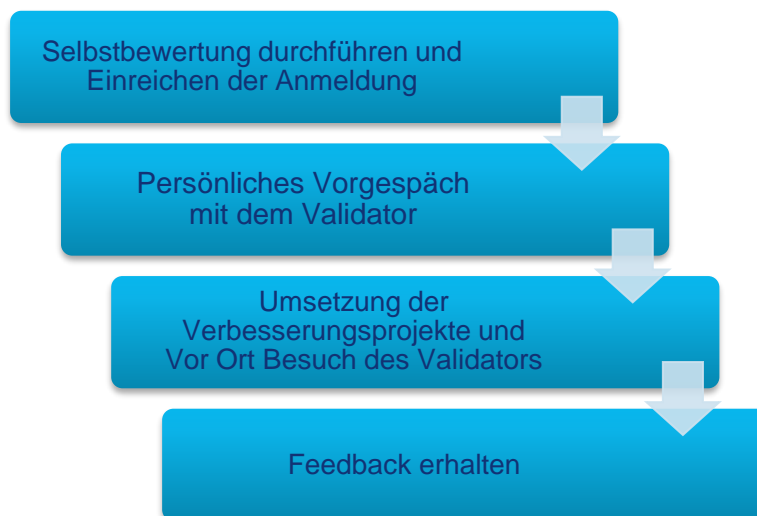 Selbstbewertung durchführen und
Einreichen der Anmeldung
Persönliches Vorgespäch
mit dem Validator
Umsetzung der
Verbesserungsprojekte und
Vor Ort Besuch des Validators
Feedback erhalten